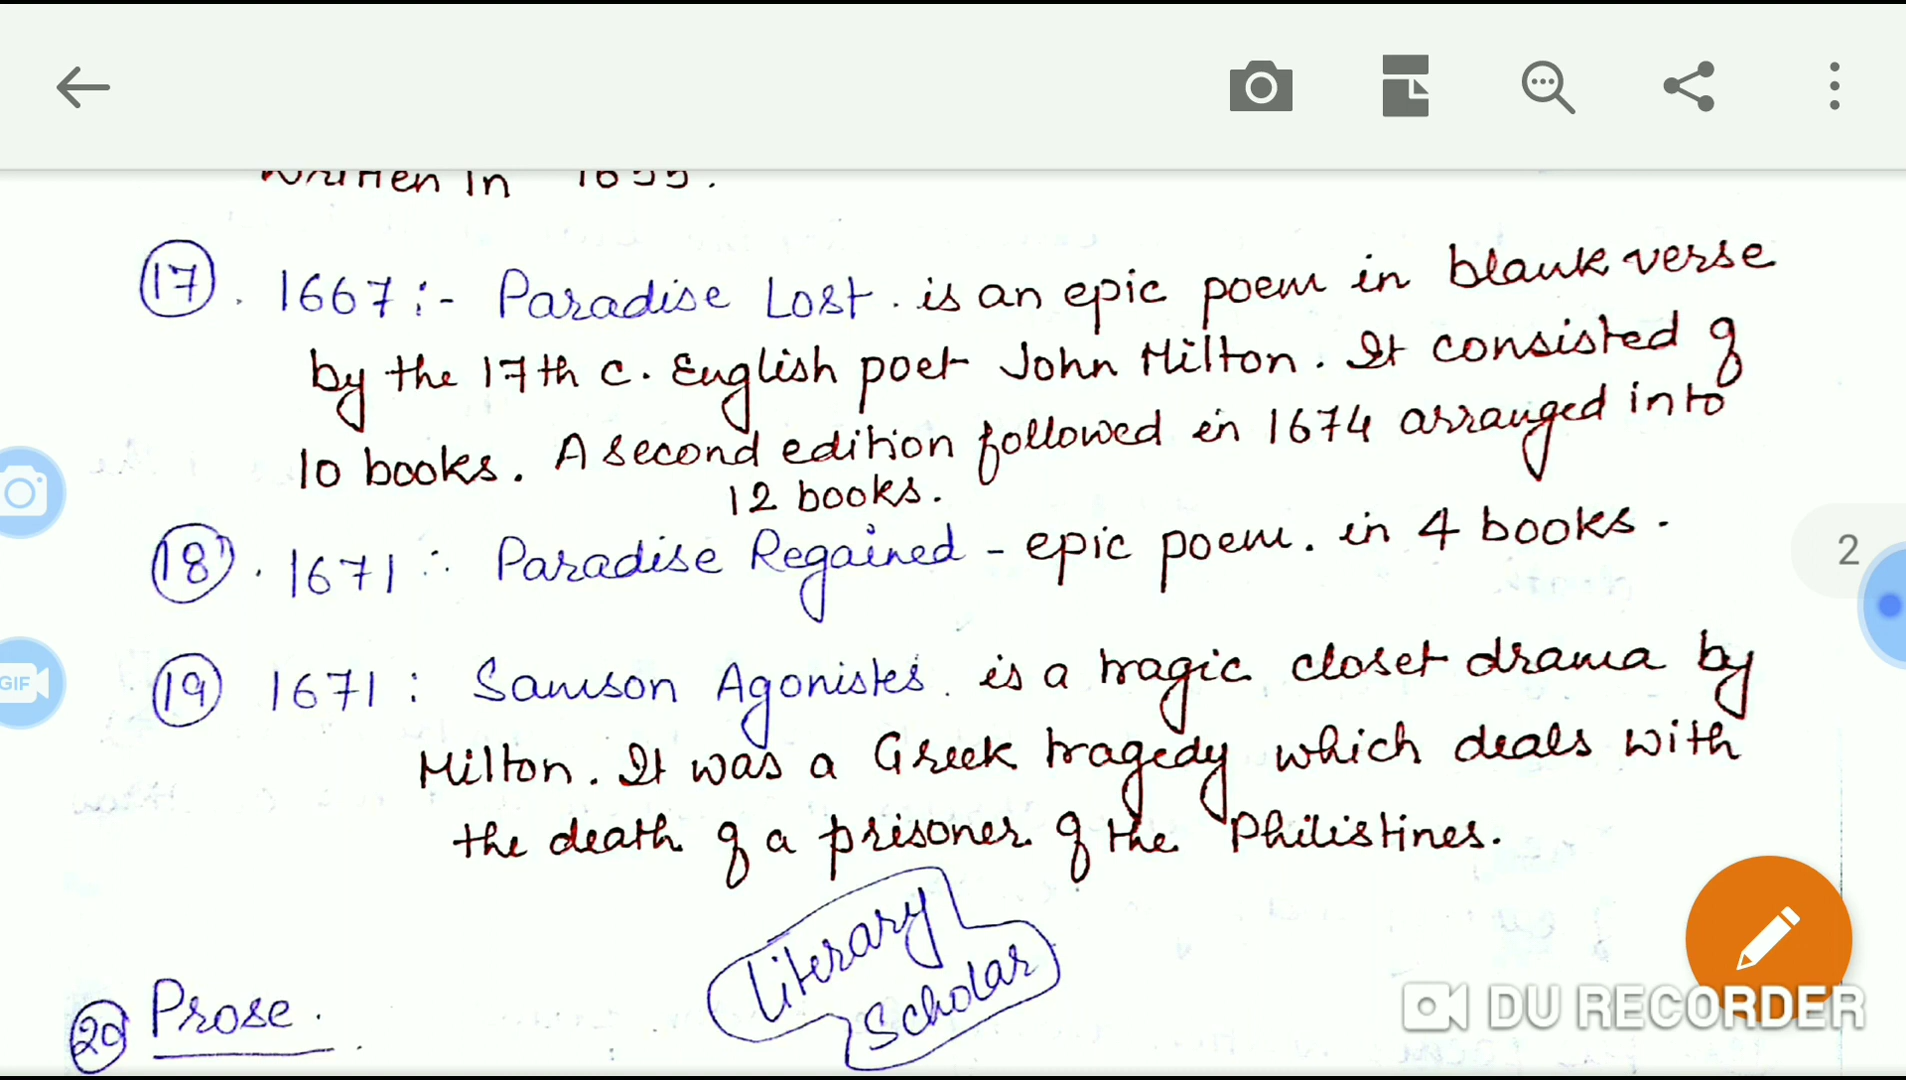 written in 1655.
17. 1667:- Paradise Lost. is an epic poem in blank verse
by the 17th c. English poet John Milton. It consisted of
10 books. A second edition followed in 1674 arranged into
12 books.
18. 1671: Paradise Regained - epic poem. in 4 books.
2
19 1671: Samson Agonistes. is a tragic closet drama by
GIF
Milton. It was a Greek tragedy which deals with
the death of a prisoner of the Philistines.
Literary
Scholar
20 Prose.
DU RECORDER